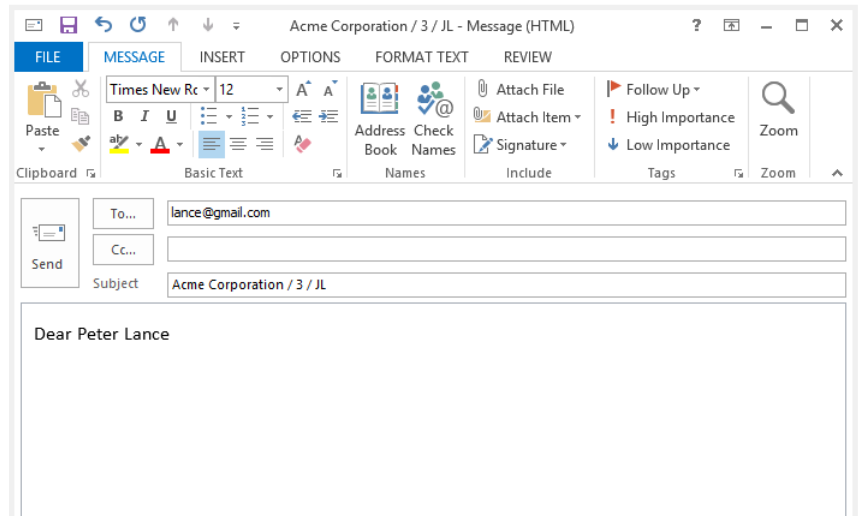 Acme Corporation / 3 / JL - Message (HTML) ?
FILE MESSAGE INSERT OPTIONS FORMAT TEXT REVIEW
Times New Rc 12 A A Attach File Follow Up
B I U Attach Item ! High Importance
Paste Address Check Zoom
aby A Book Names Signature Low Importance
Clipboard Basic Text Names Include Tags Zoom
To... lance@gmail.com
Cc...
Send
Subject Acme Corporation / 3 / JL
Dear Peter Lance